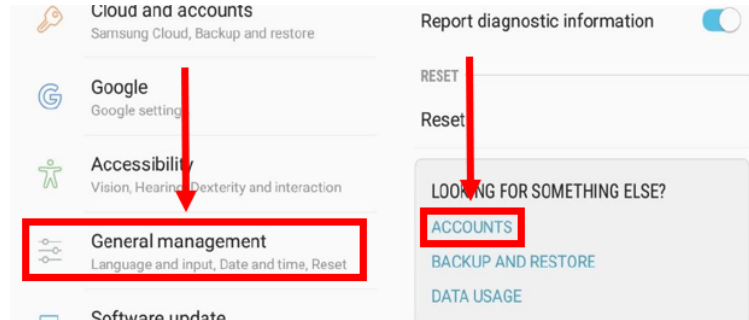 Cloud and accounts
Samsung Cloud, Backup and restore
Google
Google settings
Accessibility
Vision, Hearing, Dexterity and interaction
General management
Language and input, Date and time, Reset
Software update
Report diagnostic information
RESET
Reset
LOOKING FOR SOMETHING ELSE?
ACCOUNTS
BACKUP AND RESTORE
DATA USAGE